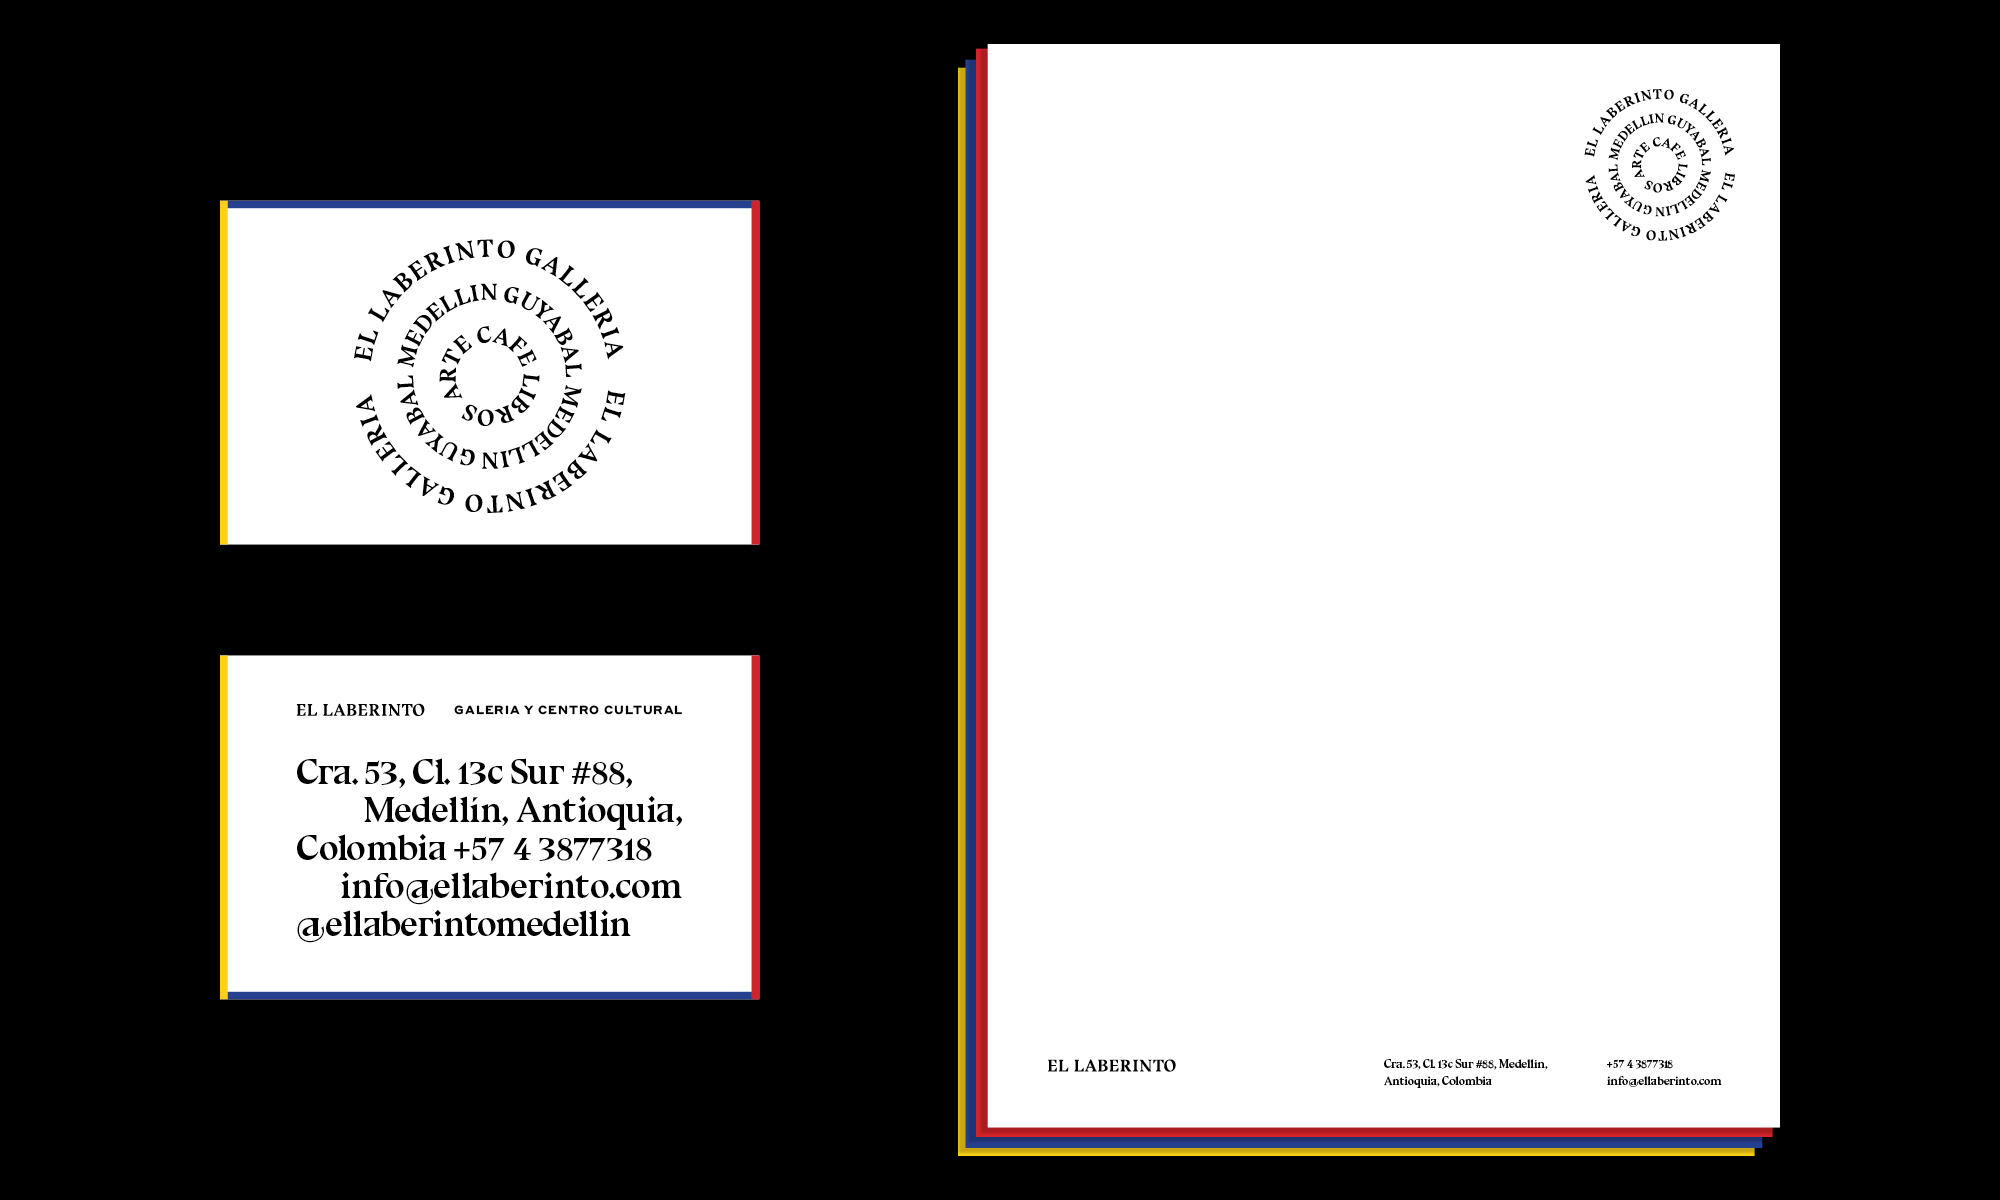 EL LABERINTO GALLERIA EL LABERINTO GALLERIA
MEDELLIN GUYABAL MEDELLIN GUYABAL
ARTE CAFE LIBROS
EL LABERINTO GALERIA Y CENTRO CULTURAL
Cra. 53, Cl. 13c Sur #88,
Medellín, Antioquia,
Colombia +57 4 3877318
info@ellaberinto.com
@ellaberintomedellin
EL LABERINTO GALLERIA EL LABERINTO GALLERIA
MEDELLIN GUYABAL MEDELLIN GUYABAL
ARTE CAFE LIBROS
EL LABERINTO
Cra. 53, Cl. 13c Sur #88, Medellín,
Antioquia, Colombia
+57 4 3877318
info@ellaberinto.com